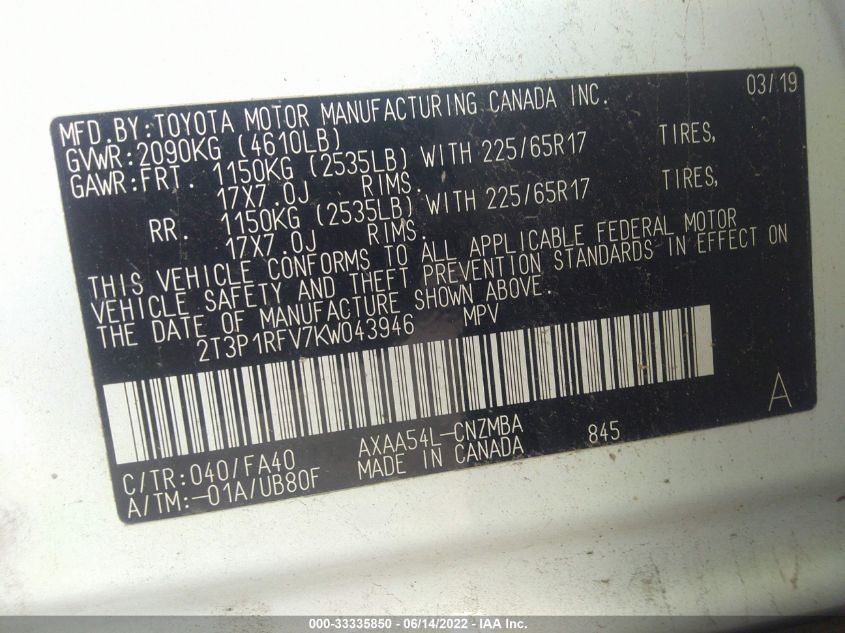 03/19
MFD.BY:TOYOTA MOTOR MANUFACTURING CANADA INC.
GVWR:2090KG (4610LB)
GAWR:FRT. 1150KG (2535LB) WITH 225/65R17 TIRES,
17X7.0J RIMS.
RR. 1150KG (2535LB) WITH 225/65R17 TIRES,
17X7.0J RIMS.
THIS VEHICLE CONFORMS TO ALL APPLICABLE FEDERAL MOTOR
VEHICLE SAFETY AND THEFT PREVENTION STANDARDS IN EFFECT ON
THE DATE OF MANUFACTURE SHOWN ABOVE.
2T3P1RFV7KW043946 MPV
A
C/TR:040/FA40 AXAA54L-CNZMBA 845
A/TM:-01A/UB80F MADE IN CANADA
000-33335850 - 06/14/2022 - IAAI.com